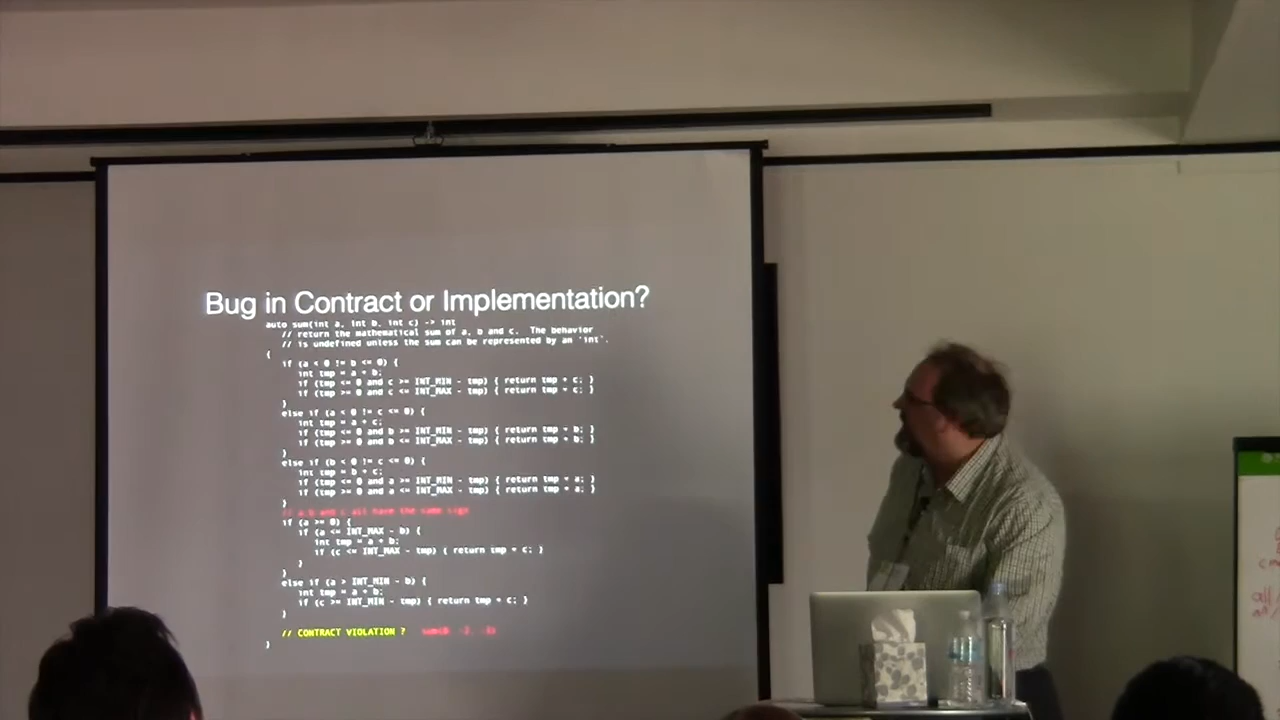 Bug in Contract or Implementation?
auto sum(int a, int b, int c) -> int
// return the mathematical sum of a, b and c. The behavior
// is undefined unless the sum can be represented by an 'int'.
{
if (a < 0 != b <= 0) {
int tmp = a + b;
if (tmp <= 0 and c >= INT_MIN - tmp) { return tmp + c; }
if (tmp >= 0 and c <= INT_MAX - tmp) { return tmp + c; }
}
else if (a < 0 != c <= 0) {
int tmp = a + c;
if (tmp <= 0 and b >= INT_MIN - tmp) { return tmp + b; }
if (tmp >= 0 and b <= INT_MAX - tmp) { return tmp + b; }
}
else if (b < 0 != c <= 0) {
int tmp = b + c;
if (tmp <= 0 and a >= INT_MIN - tmp) { return tmp + a; }
if (tmp >= 0 and a <= INT_MAX - tmp) { return tmp + a; }
}
// a,b and c all have the same sign
if (a >= 0) {
if (a <= INT_MAX - b) {
int tmp = a + b;
if (c <= INT_MAX - tmp) { return tmp + c; }
}
}
else if (a > INT_MIN - b) {
int tmp = a + b;
if (c >= INT_MIN - tmp) { return tmp + c; }
}
// CONTRACT VIOLATION ?
}
all